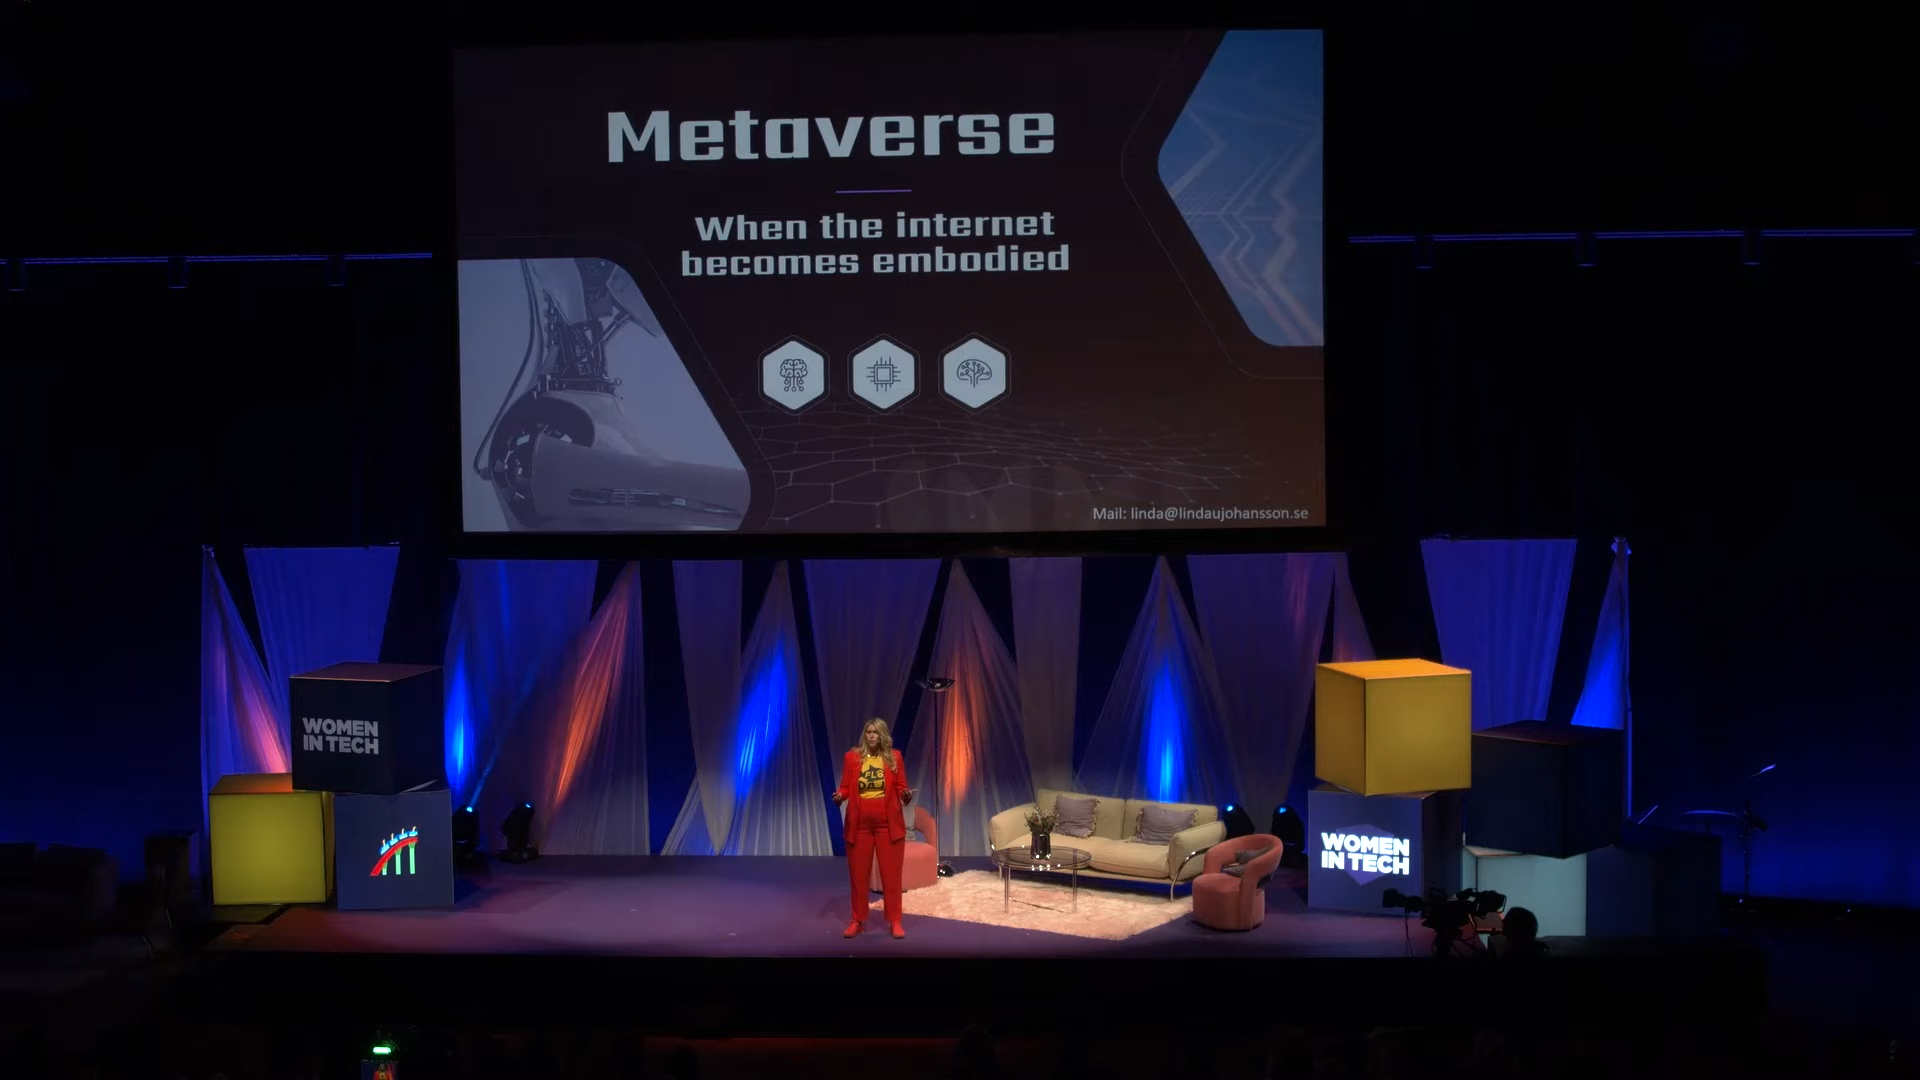 Metaverse
When the internet
becomes embodied
Mail: linda@lindaujohansson.se
WOMEN
IN TECH
WOMEN
IN TECH